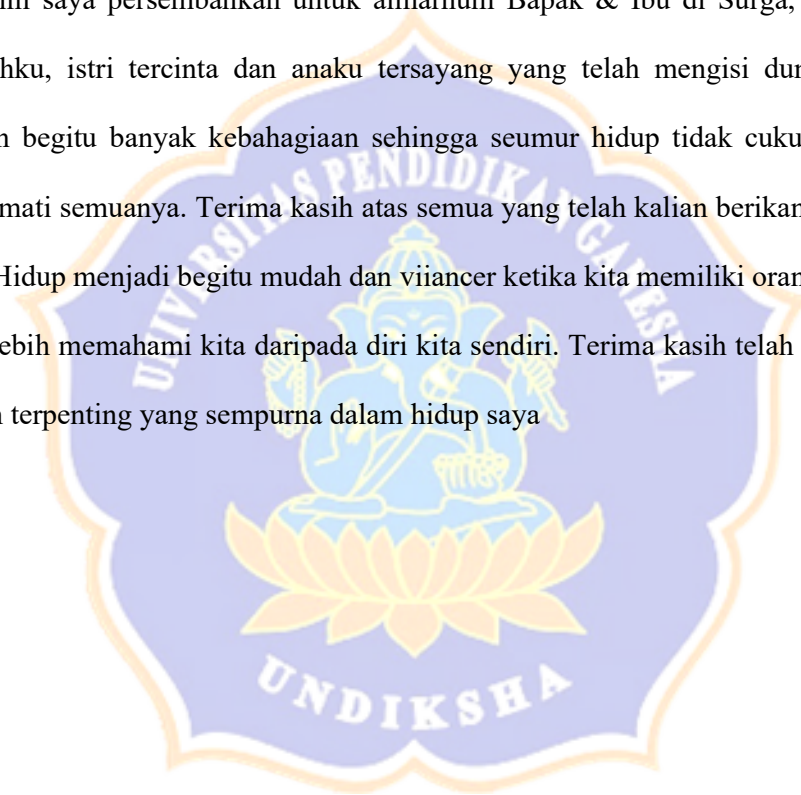 ini saya persembahkan untuk almarhum Bapak & Ibu di Surga,
hku, istri tercinta dan anaku tersayang yang telah mengisi dun
n begitu banyak kebahagiaan sehingga seumur hidup tidak cuku
mati semuanya. Terima kasih atas semua yang telah kalian berikan
Hidup menjadi begitu mudah dan viiancer ketika kita memiliki oran
ebih memahami kita daripada diri kita sendiri. Terima kasih telah
n terpenting yang sempurna dalam hidup saya
UNIVERSITAS PENDIDIKAN GANESHA
UNDIKSHA